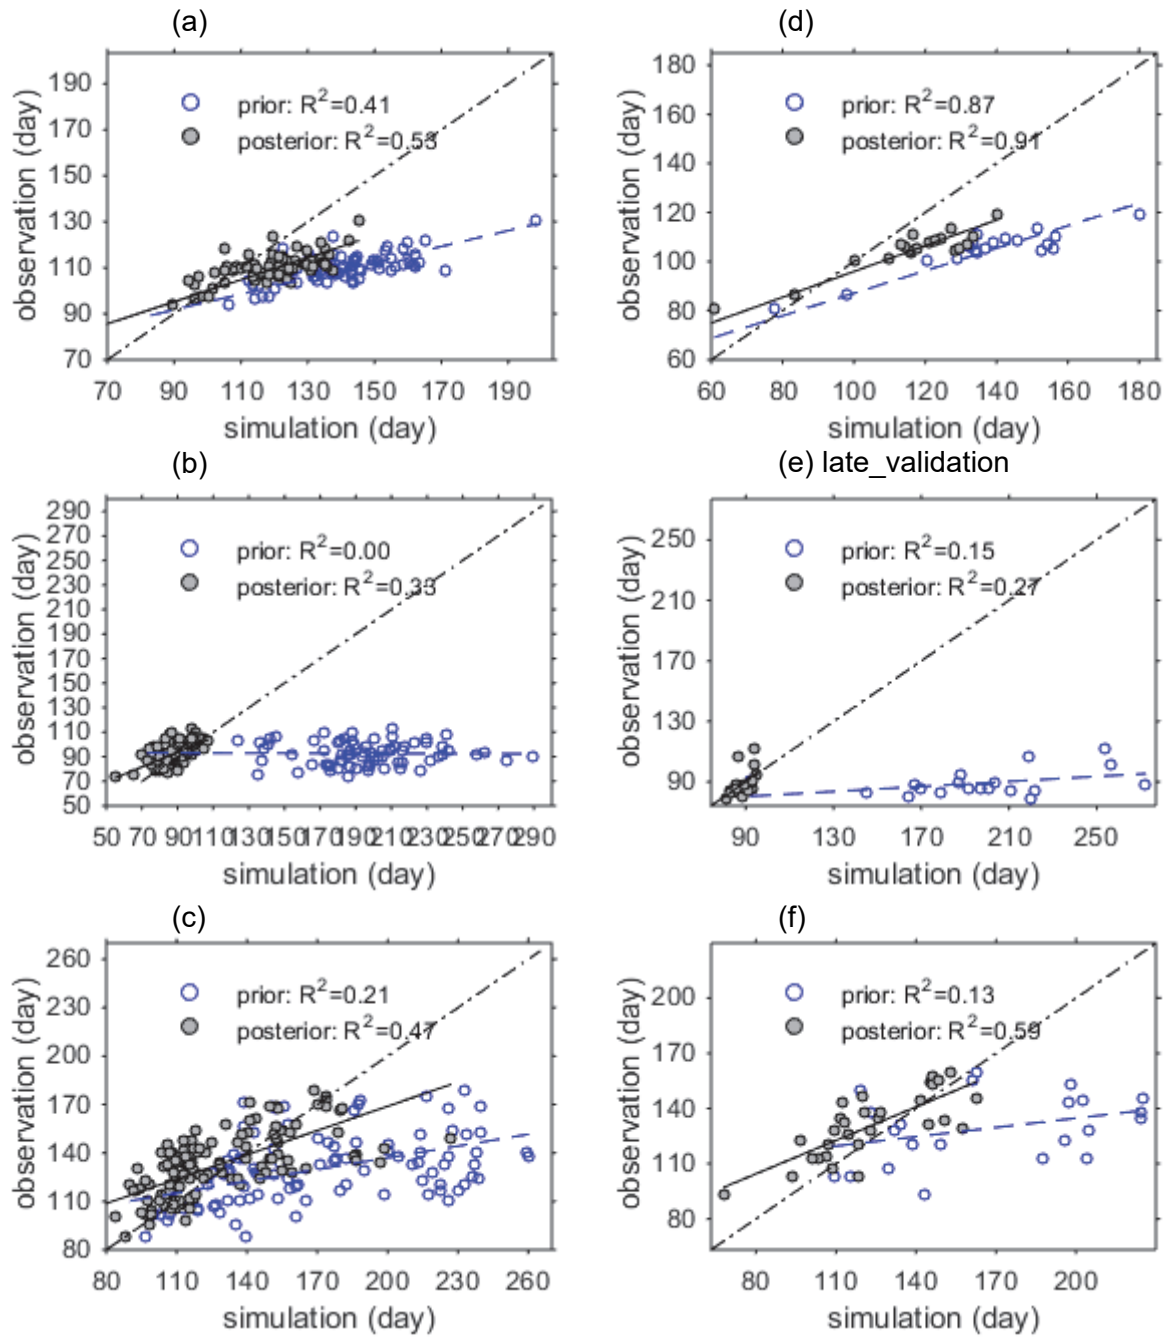 (a)
190
170
150
130
110
90
70
observation (day)
prior: R²=0.41
posterior: R²=0.53
70 90 110 130 150 170 190
simulation (day)
(d)
180
160
140
120
100
80
60
observation (day)
prior: R²=0.87
posterior: R²=0.91
60 80 100 120 140 160 180
simulation (day)
(b)
290
270
250
230
210
190
170
150
130
110
90
70
50
observation (day)
prior: R²=0.00
posterior: R²=0.33
50 70 90 110 130 150 170 190 210 230 250 270 290
simulation (day)
(e) late_validation
250
210
170
130
90
observation (day)
prior: R²=0.15
posterior: R²=0.27
90 130 170 210 250
simulation (day)
(c)
260
230
200
170
140
110
80
observation (day)
prior: R²=0.21
posterior: R²=0.47
80 110 140 170 200 230 260
simulation (day)
(f)
200
170
140
110
80
observation (day)
prior: R²=0.13
posterior: R²=0.59
80 110 140 170 200
simulation (day)